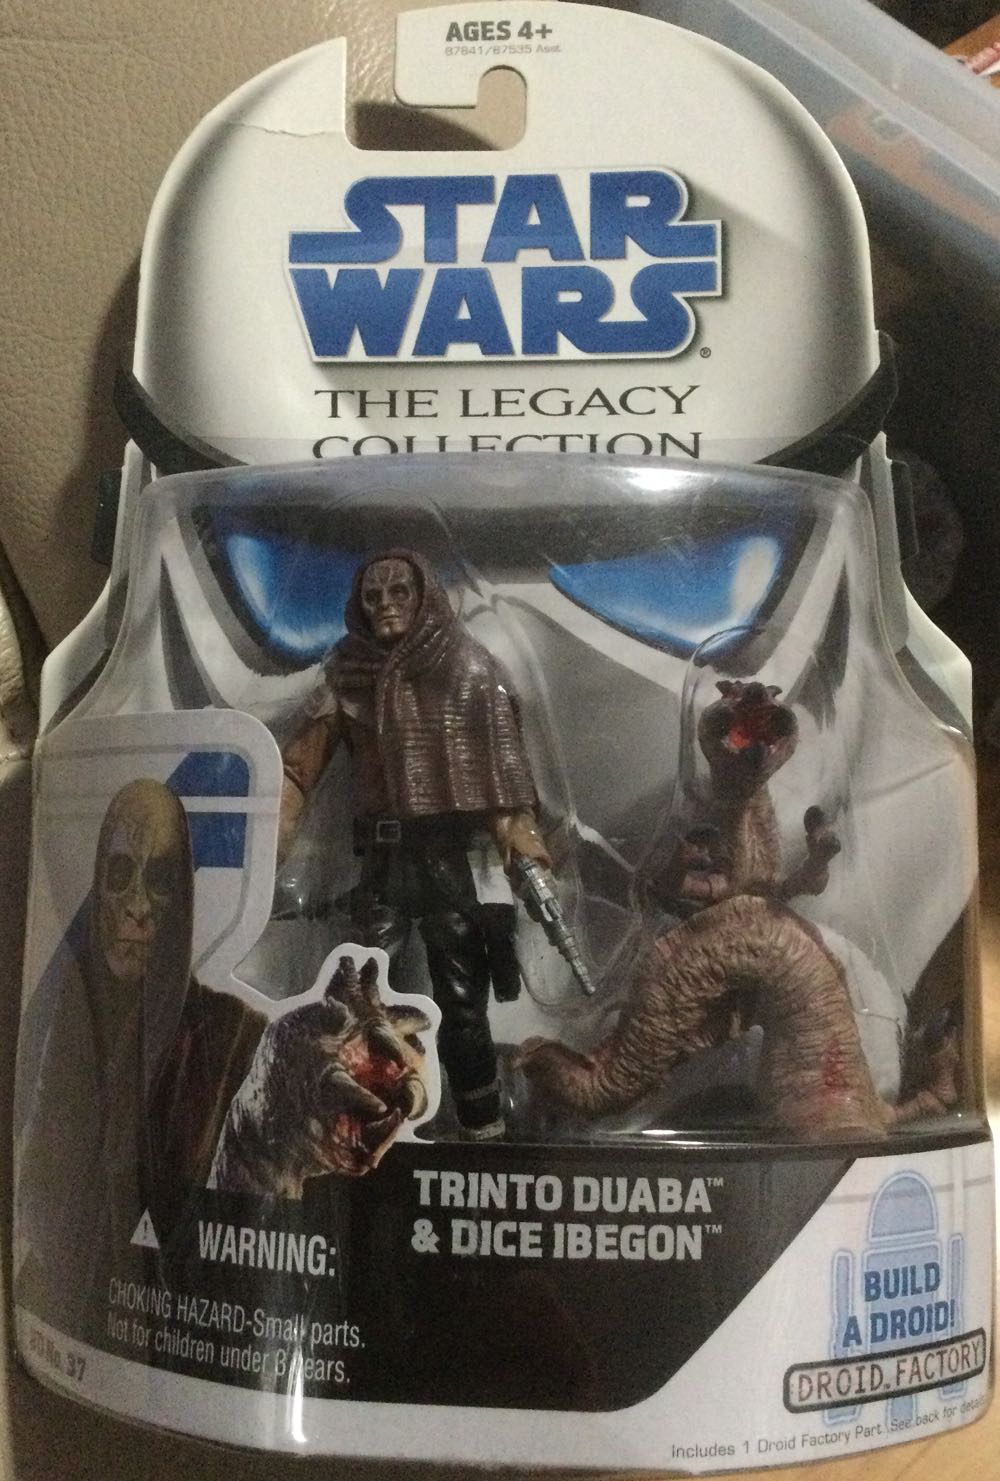 AGES 4+
87841/87535 Asst.
STAR
WARS®
THE LEGACY
COLLECTION
TRINTO DUABA™
& DICE IBEGON™
WARNING:
CHOKING HAZARD-Small parts.
Not for children under 3 years.
No. 37
BUILD
A DROID!
DROID FACTORY
Includes 1 Droid Factory Part. See back for details